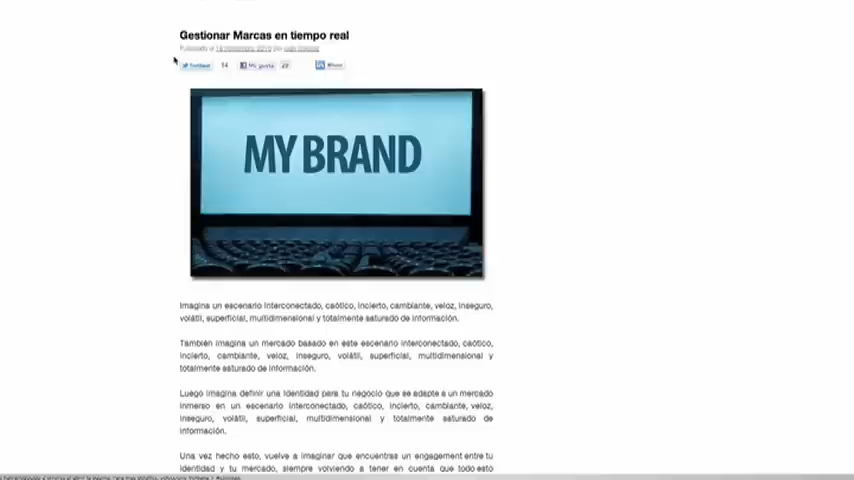 Gestionar Marcas en tiempo real
14
Me gusta
29
MY BRAND
Imagina un escenario interconectado, caótico, incierto, cambiante, veloz, inseguro,
volátil, superficial, multidimensional y totalmente saturado de información.
También imagina un mercado basado en este escenario interconectado, caótico,
incierto, cambiante, veloz, inseguro, volátil, superficial, multidimensional y
totalmente saturado de información.
Luego imagina definir una identidad para tu negocio que se adapte a un mercado
inmerso en un escenario interconectado, caótico, incierto, cambiante, veloz,
inseguro, volátil, superficial, multidimensional y totalmente saturado de
información.
Una vez hecho esto, vuelve a imaginar que encuentras un engagement entre tu
identidad y tu mercado, siempre volviendo a tener en cuenta que todo esto